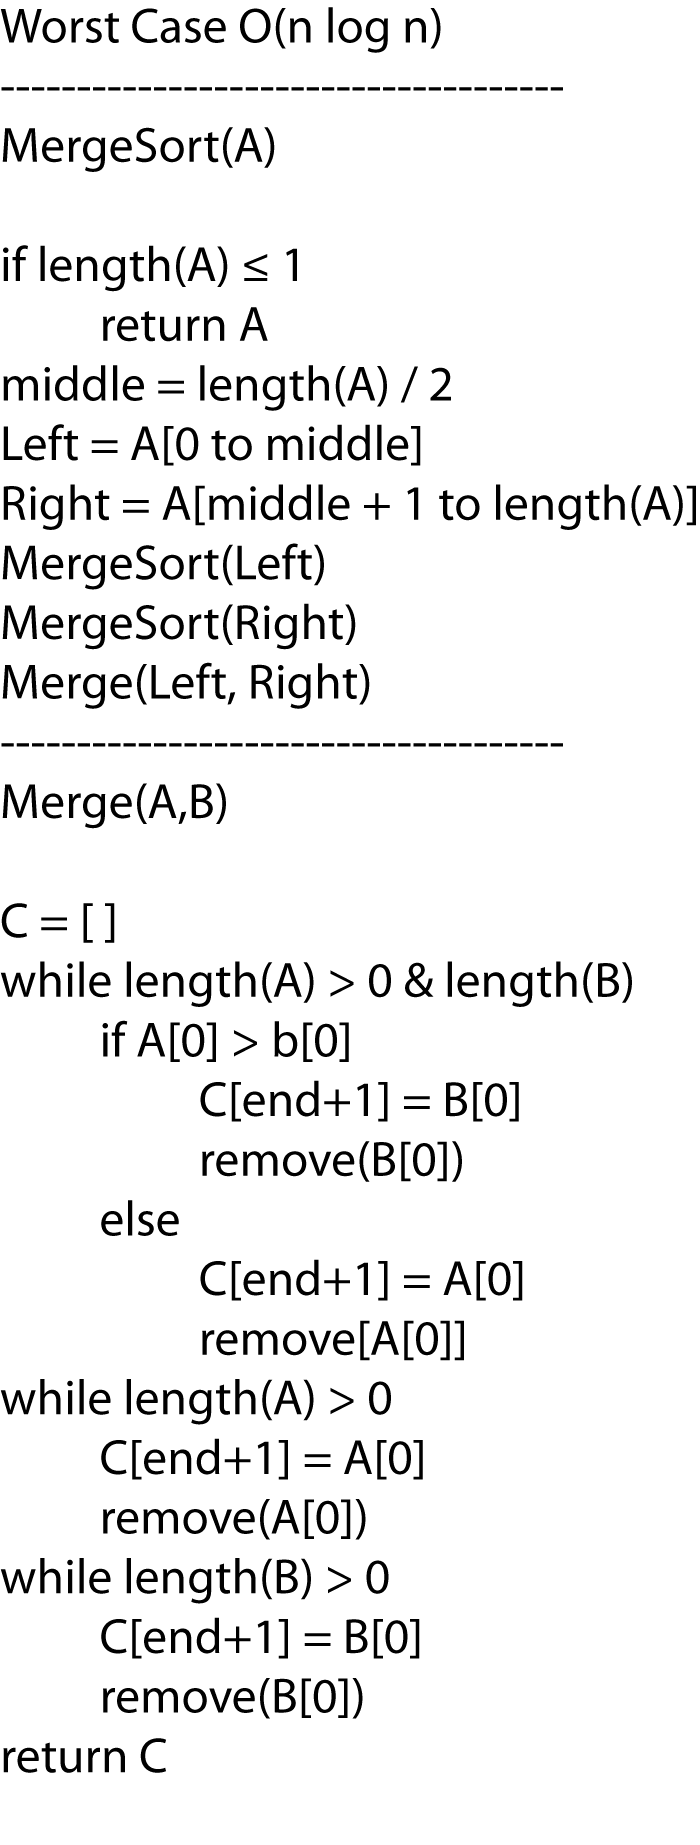 Worst Case O(n log n)
-------------------------------------
MergeSort(A)
if length(A) ≤ 1
return A
middle = length(A) / 2
Left = A[0 to middle]
Right = A[middle + 1 to length(A)]
MergeSort(Left)
MergeSort(Right)
Merge(Left, Right)
-------------------------------------
Merge(A,B)
C = [ ]
while length(A) > 0 & length(B)
if A[0] > b[0]
C[end+1] = B[0]
remove(B[0])
else
C[end+1] = A[0]
remove[A[0]]
while length(A) > 0
C[end+1] = A[0]
remove(A[0])
while length(B) > 0
C[end+1] = B[0]
remove(B[0])
return C